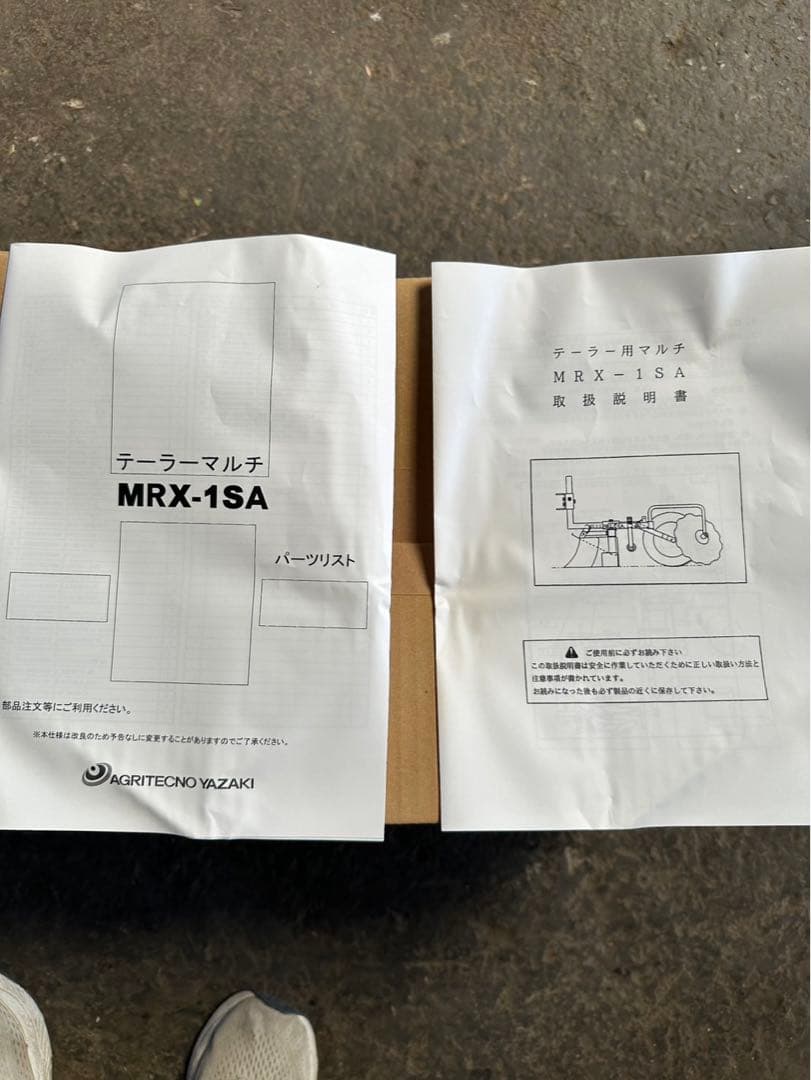 テーラーマルチ
MRX-1SA
パーツリスト
部品注文等にご利用ください。
※本仕様は改良のため予告なしに変更することがありますのでご了承ください。
AGRITECNO YAZAKI
テーラー用マルチ
MRX-1SA
取扱説明書
ご使用前に必ずお読み下さい
この取扱説明書は安全に作業していただくために正しい取扱い方法と
注意事項が書かれています。
お読みになった後も必ず製品の近くに保存して下さい。